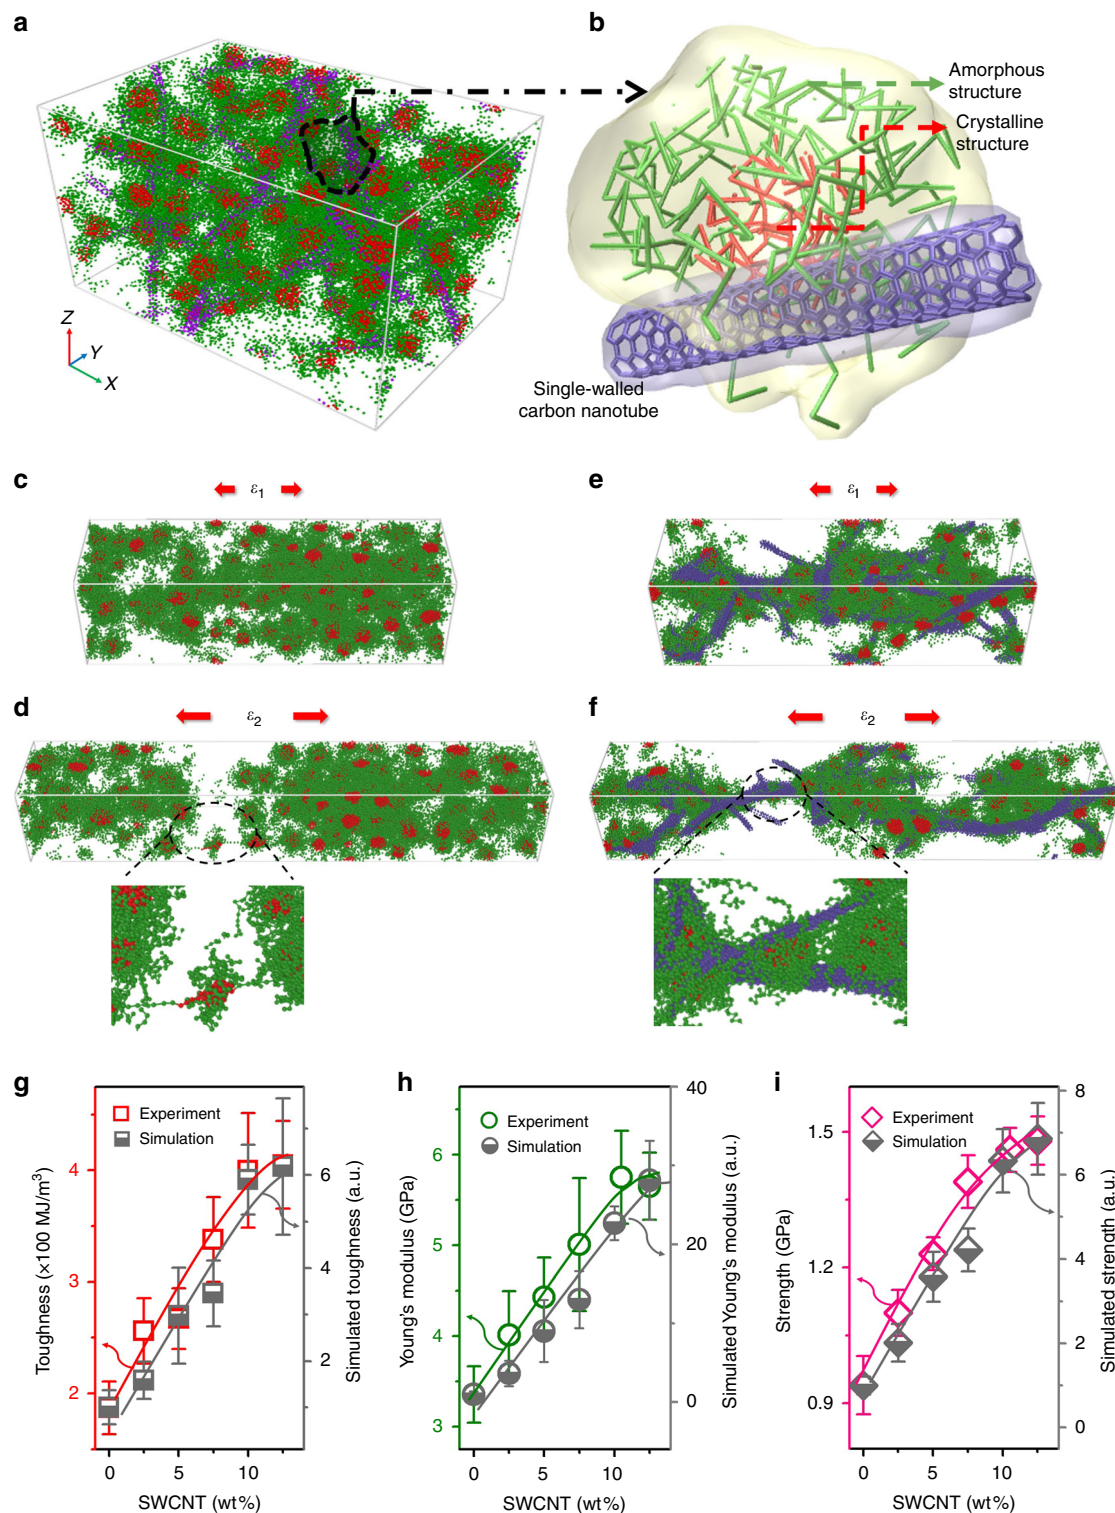 a
b
Amorphous
structure
Crystalline
structure
Single-walled
carbon nanotube
Z
Y
X
c
ε1
e
ε1
d
ε2
f
ε2
g
Toughness (×100 MJ/m³)
4
3
2
Experiment
Simulation
6
4
2
Simulated toughness (a.u.)
0
5
10
SWCNT (wt%)
h
Young's modulus (GPa)
6
5
4
3
Experiment
Simulation
40
20
0
Simulated Young's modulus (a.u.)
0
5
10
SWCNT (wt%)
i
Strength (GPa)
1.5
1.2
0.9
Experiment
Simulation
8
6
4
2
0
Simulated strength (a.u.)
0
5
10
SWCNT (wt%)